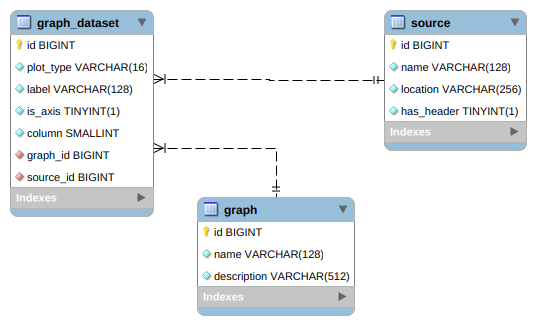 graph_dataset
id BIGINT
plot_type VARCHAR(16)
label VARCHAR(128)
is_axis TINYINT(1)
column SMALLINT
graph_id BIGINT
source_id BIGINT
Indexes
source
id BIGINT
name VARCHAR(128)
location VARCHAR(256)
has_header TINYINT(1)
Indexes
graph
id BIGINT
name VARCHAR(128)
description VARCHAR(512)
Indexes